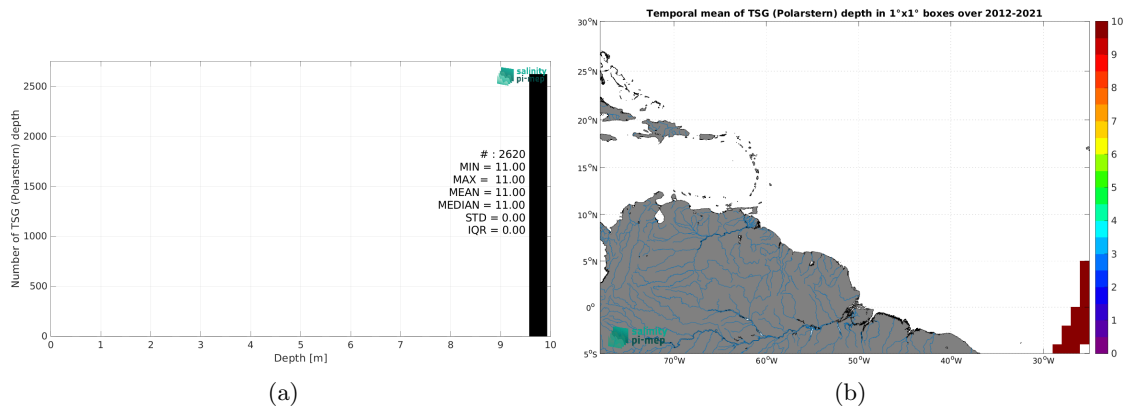 salinity
pi-mep
2500
2000
1500
1000
500
0
Number of TSG (Polarstern) depth
# : 2620
MIN = 11.00
MAX = 11.00
MEAN = 11.00
MEDIAN = 11.00
STD = 0.00
IQR = 0.00
0 1 2 3 4 5 6 7 8 9 10
Depth [m]
(a)
Temporal mean of TSG (Polarstern) depth in 1°x1° boxes over 2012-2021
30°N
25°N
20°N
15°N
10°N
5°N
0°
5°S
70°W 60°W 50°W 40°W 30°W
salinity
pi-mep
10
9
8
7
6
5
4
3
2
1
0
(b)